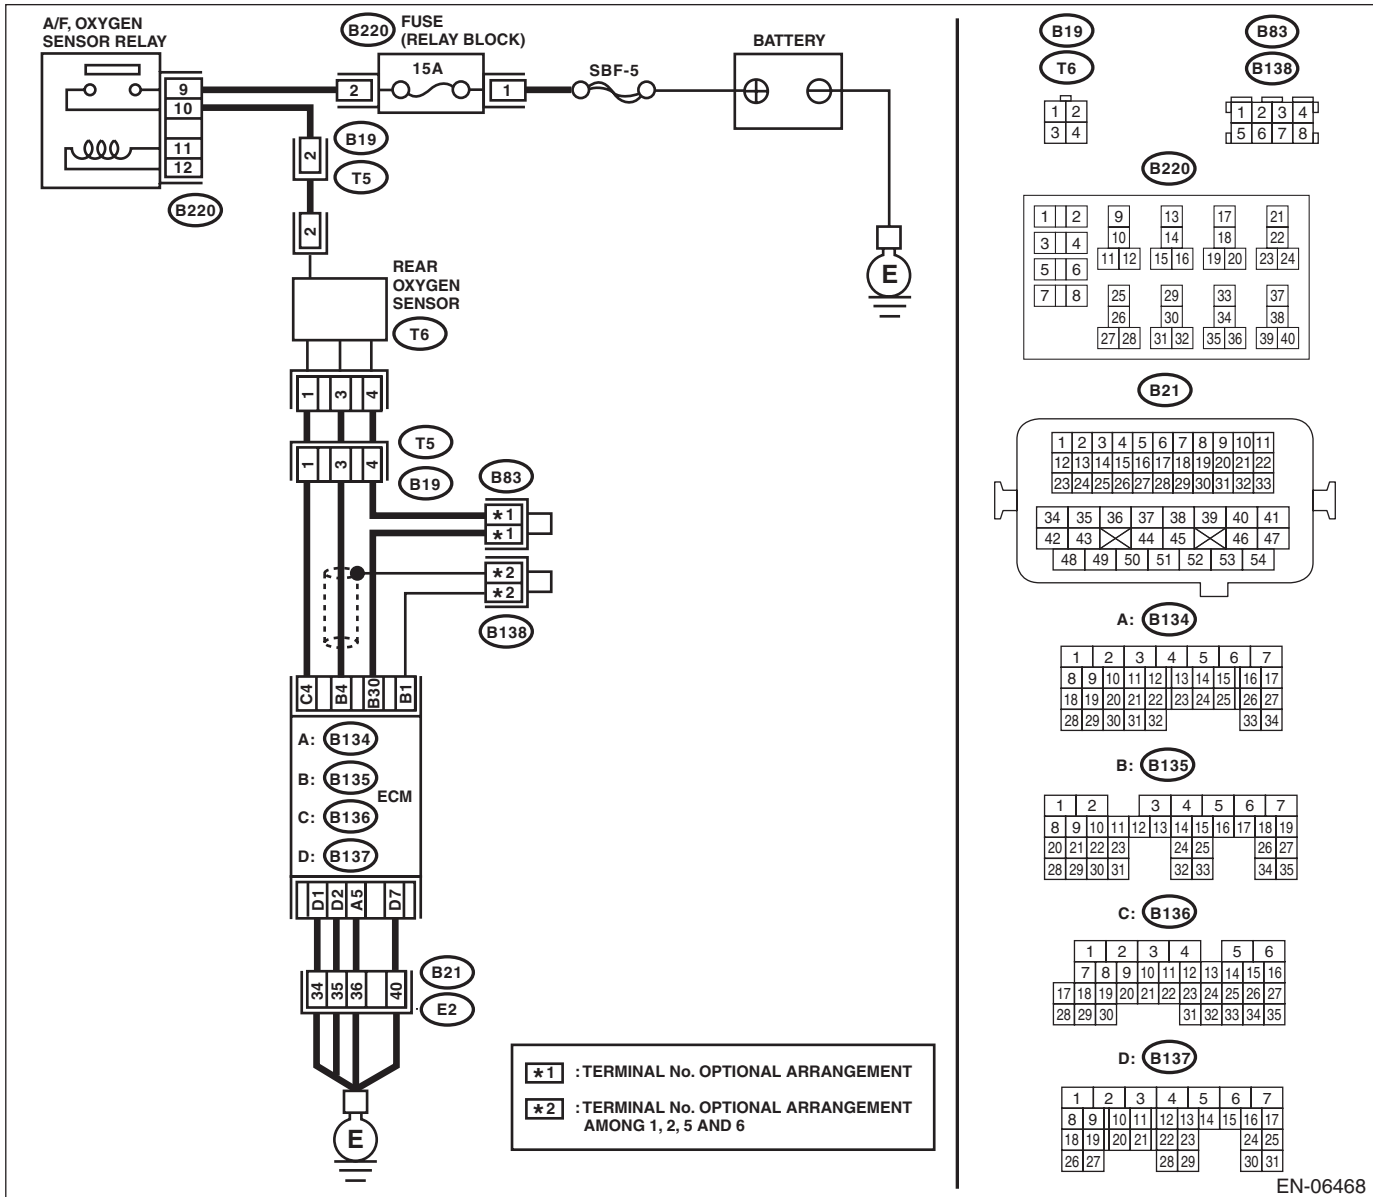 A/F, OXYGEN
SENSOR RELAY
B220
FUSE
(RELAY BLOCK)
15A
2
1
SBF-5
BATTERY
9
10
11
12
B220
2
B19
T5
2
REAR
OXYGEN
SENSOR
T6
E
1 3 4
1 3 4
T5
B19
B83
*1
*1
*2
*2
B138
C4 B4 B30 B1
A: B134
B: B135
ECM
C: B136
D: B137
D1 D2 A5 D7
34 35 36 40
B21
E2
E
*1 : TERMINAL No. OPTIONAL ARRANGEMENT
*2 : TERMINAL No. OPTIONAL ARRANGEMENT
AMONG 1, 2, 5 AND 6
B19
T6
1 2
3 4
B83
B138
1 2 3 4
5 6 7 8
B220
1 2 9 13 17 21
3 4 10 14 18 22
11 12 15 16 19 20 23 24
5 6
7 8 25 29 33 37
26 30 34 38
27 28 31 32 35 36 39 40
B21
1 2 3 4 5 6 7 8 9 10 11
12 13 14 15 16 17 18 19 20 21 22
23 24 25 26 27 28 29 30 31 32 33
34 35 36 37 38 39 40 41
42 43 44 45 46 47
48 49 50 51 52 53 54
A: B134
1 2 3 4 5 6 7
8 9 10 11 12 13 14 15 16 17
18 19 20 21 22 23 24 25 26 27
28 29 30 31 32 33 34
B: B135
1 2 3 4 5 6 7
8 9 10 11 12 13 14 15 16 17 18 19
20 21 22 23 24 25 26 27
28 29 30 31 32 33 34 35
C: B136
1 2 3 4 5 6
7 8 9 10 11 12 13 14 15 16
17 18 19 20 21 22 23 24 25 26 27
28 29 30 31 32 33 34 35
D: B137
1 2 3 4 5 6 7
8 9 10 11 12 13 14 15 16 17
18 19 20 21 22 23 24 25
26 27 28 29 30 31
EN-06468